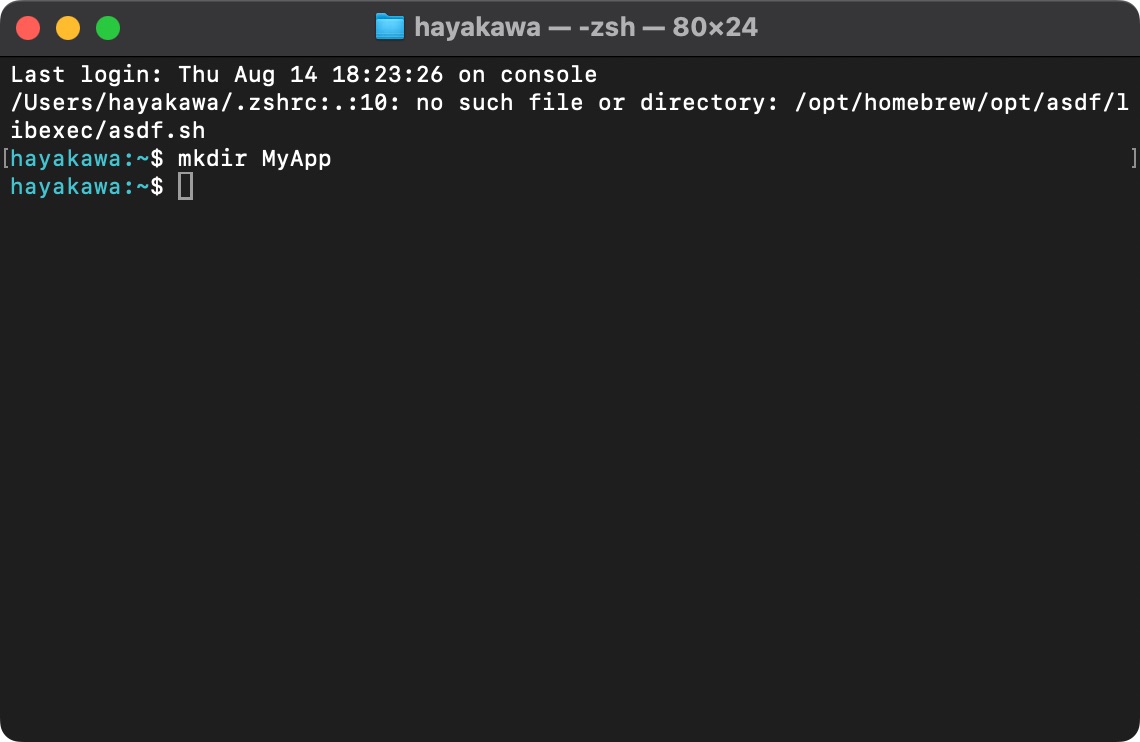 hayakawa — -zsh — 80×24
Last login: Thu Aug 14 18:23:26 on console
/Users/hayakawa/.zshrc:.:10: no such file or directory: /opt/homebrew/opt/asdf/l
ibexec/asdf.sh
[hayakawa:~$ mkdir MyApp ]
hayakawa:~$